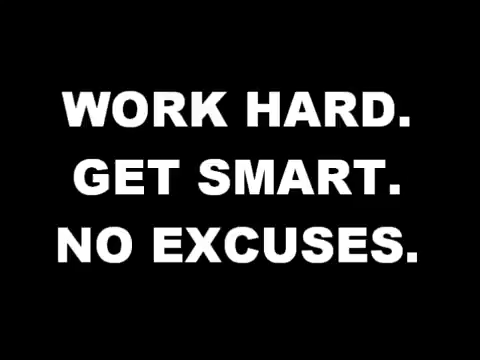 WORK HARD.
GET SMART.
NO EXCUSES.